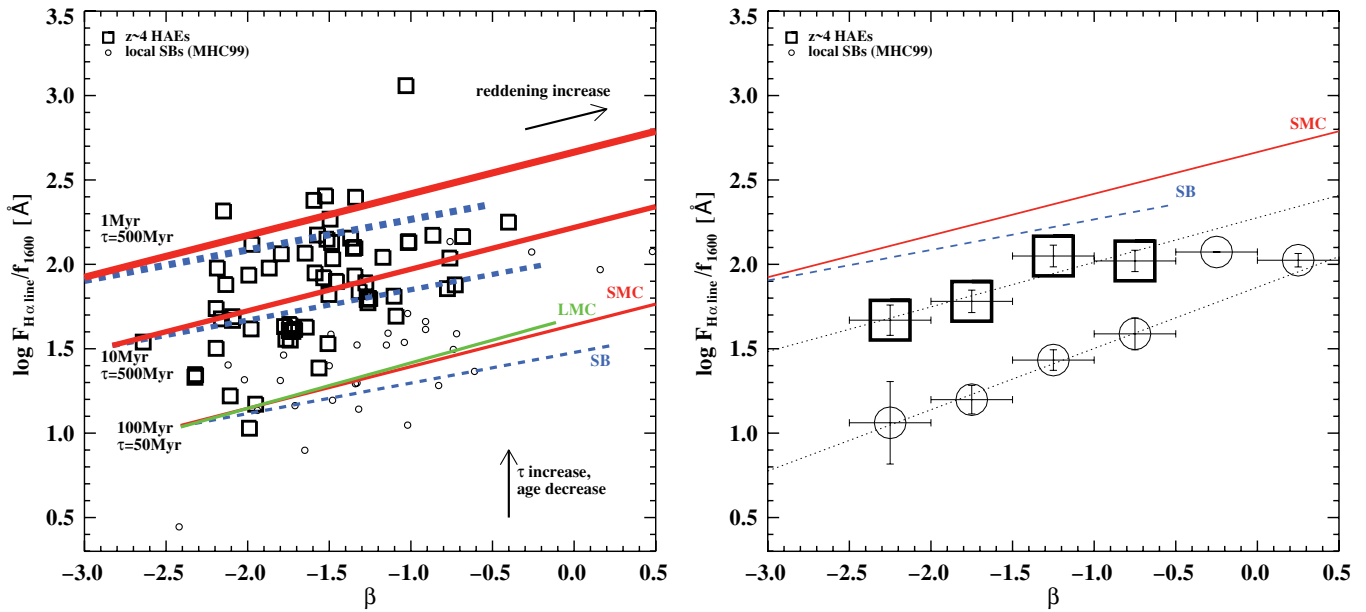 3.5
3.0
2.5
2.0
1.5
1.0
0.5
log F Hα line/f 1600 [Å]
z~4 HAEs
local SBs (MHC99)
reddening increase
1Myr
τ=500Myr
10Myr
τ=500Myr
100Myr
τ=50Myr
SMC
LMC
SB
τ increase,
age decrease
−3.0 −2.5 −2.0 −1.5 −1.0 −0.5 0.0 0.5
β
3.5
3.0
2.5
2.0
1.5
1.0
0.5
log F Hα line/f 1600 [Å]
z~4 HAEs
local SBs (MHC99)
SMC
SB
−3.0 −2.5 −2.0 −1.5 −1.0 −0.5 0.0 0.5
β